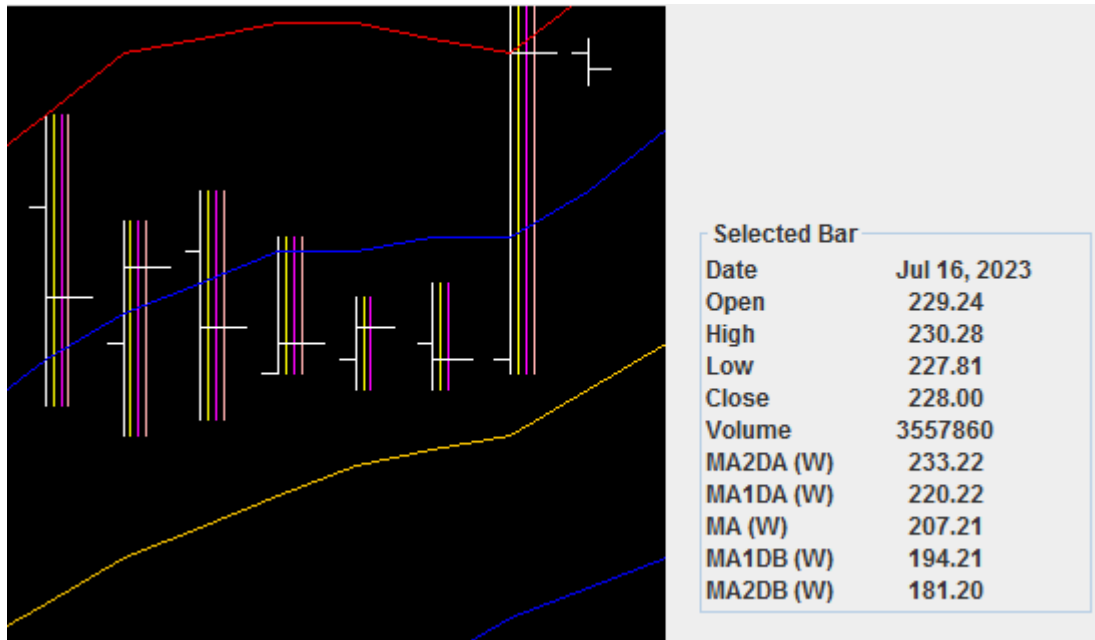 Selected Bar
Date Jul 16, 2023
Open 229.24
High 230.28
Low 227.81
Close 228.00
Volume 3557860
MA2DA (W) 233.22
MA1DA (W) 220.22
MA (W) 207.21
MA1DB (W) 194.21
MA2DB (W) 181.20